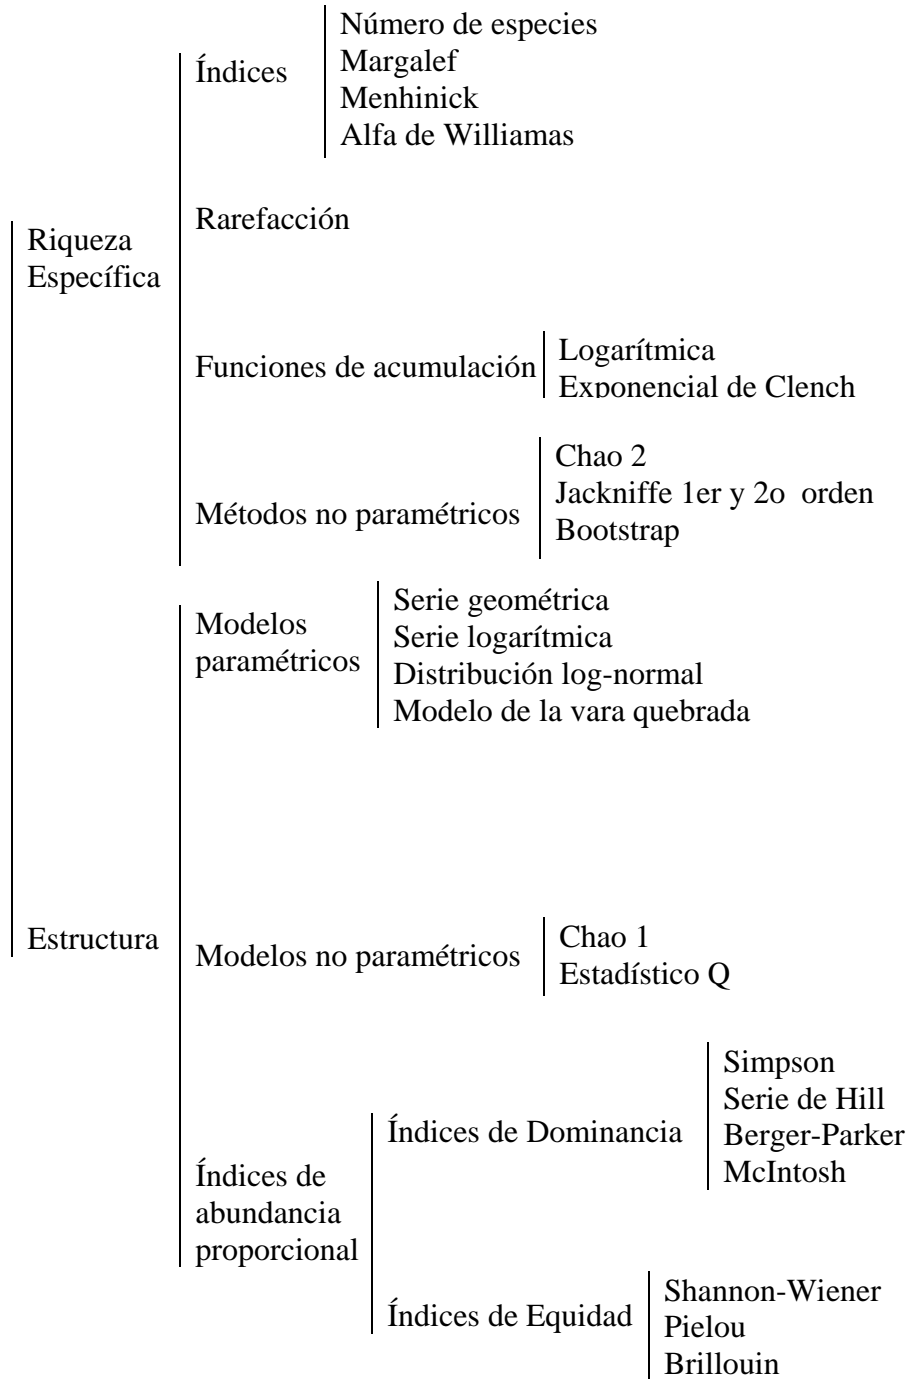 Número de especies
Índices
Margalef
Menhinick
Alfa de Williamas
Riqueza
Específica
Rarefacción
Funciones de acumulación
Logarítmica
Exponencial de Clench
Métodos no paramétricos
Chao 2
Jackniffe 1er y 2o orden
Bootstrap
Estructura
Modelos
paramétricos
Serie geométrica
Serie logarítmica
Distribución log-normal
Modelo de la vara quebrada
Modelos no paramétricos
Chao 1
Estadístico Q
Índices de
abundancia
proporcional
Índices de Dominancia
Simpson
Serie de Hill
Berger-Parker
McIntosh
Índices de Equidad
Shannon-Wiener
Pielou
Brillouin